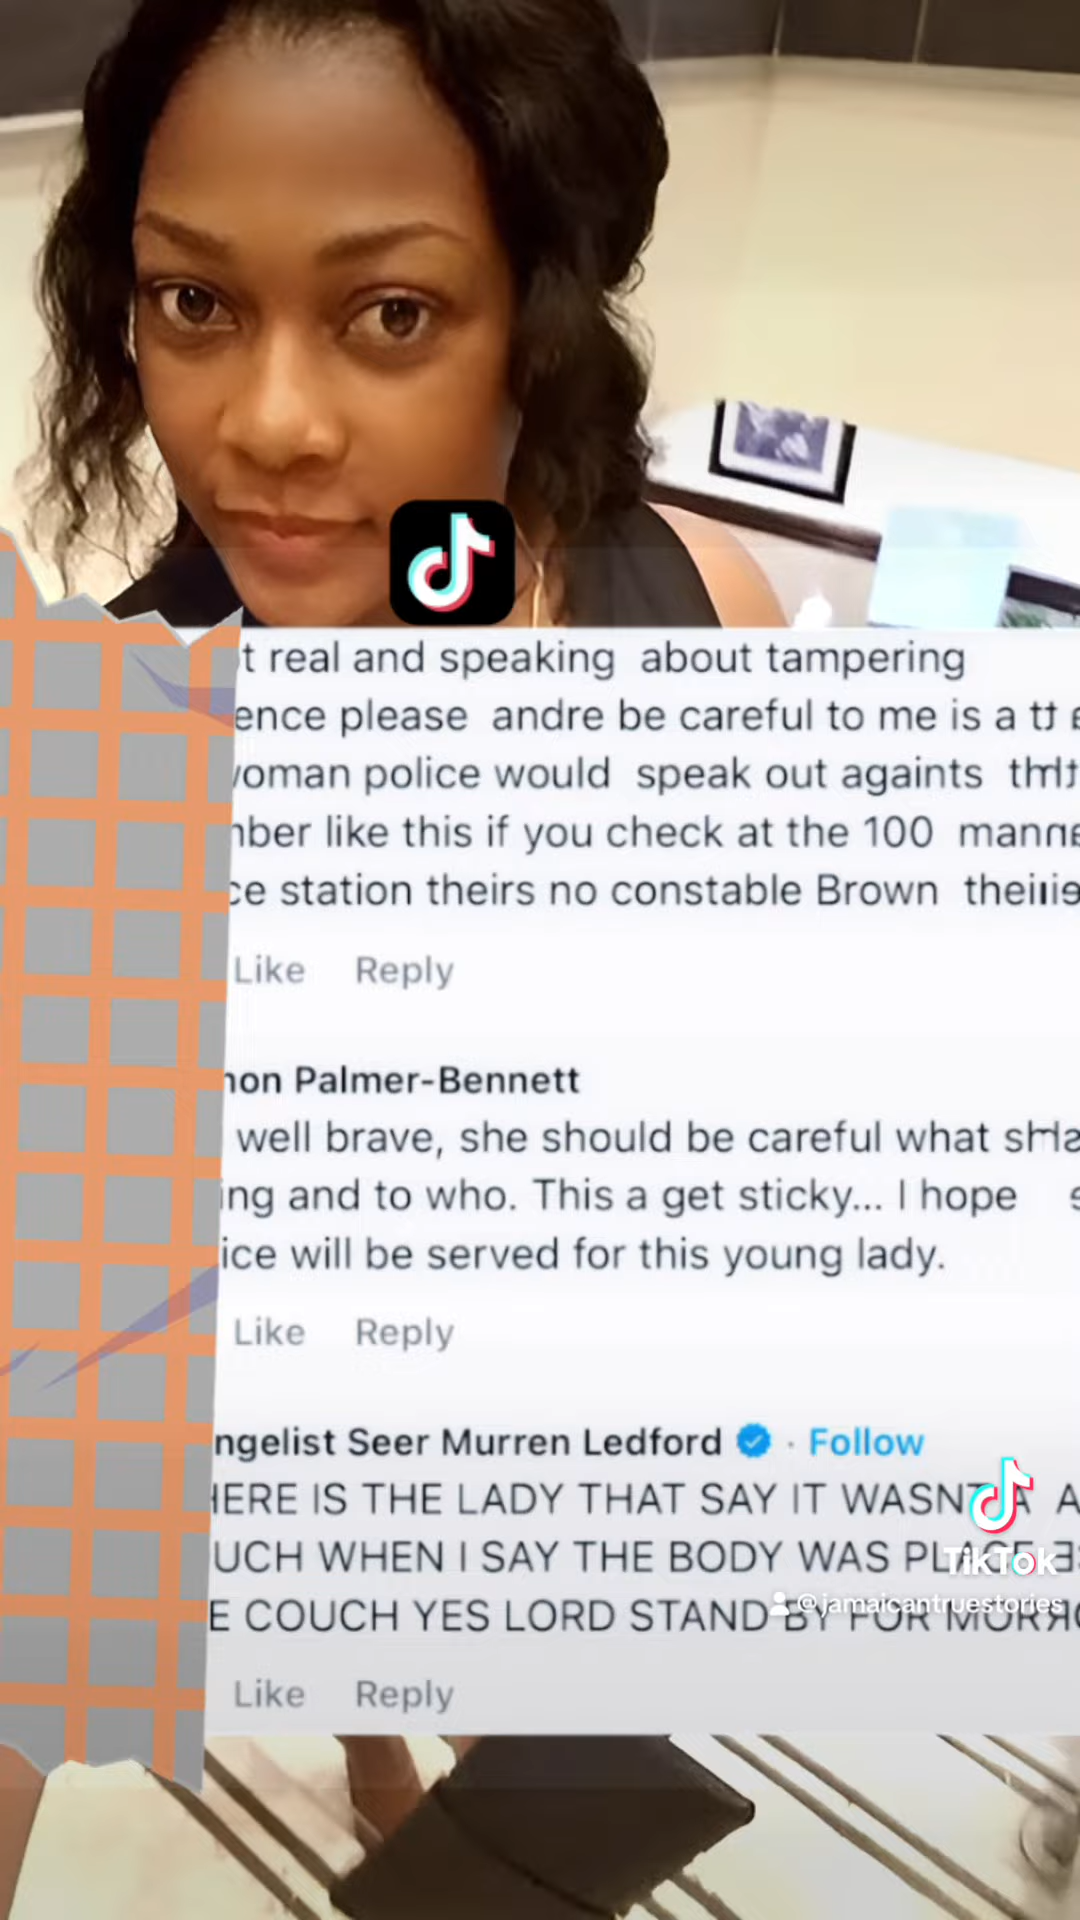 t real and speaking about tampering
ence please andre be careful to me is a
woman police would speak out againts
nber like this if you check at the 100
ce station theirs no constable Brown
Like Reply
non Palmer-Bennett
well brave, she should be careful what
ing and to who. This a get sticky... I hope
ice will be served for this young lady.
Like Reply
ngelist Seer Murren Ledford · Follow
HERE IS THE LADY THAT SAY IT WASNT A
UCH WHEN I SAY THE BODY WAS
TikTok
@jamaicantruestories
E COUCH YES LORD STAND BY FOR
Like Reply